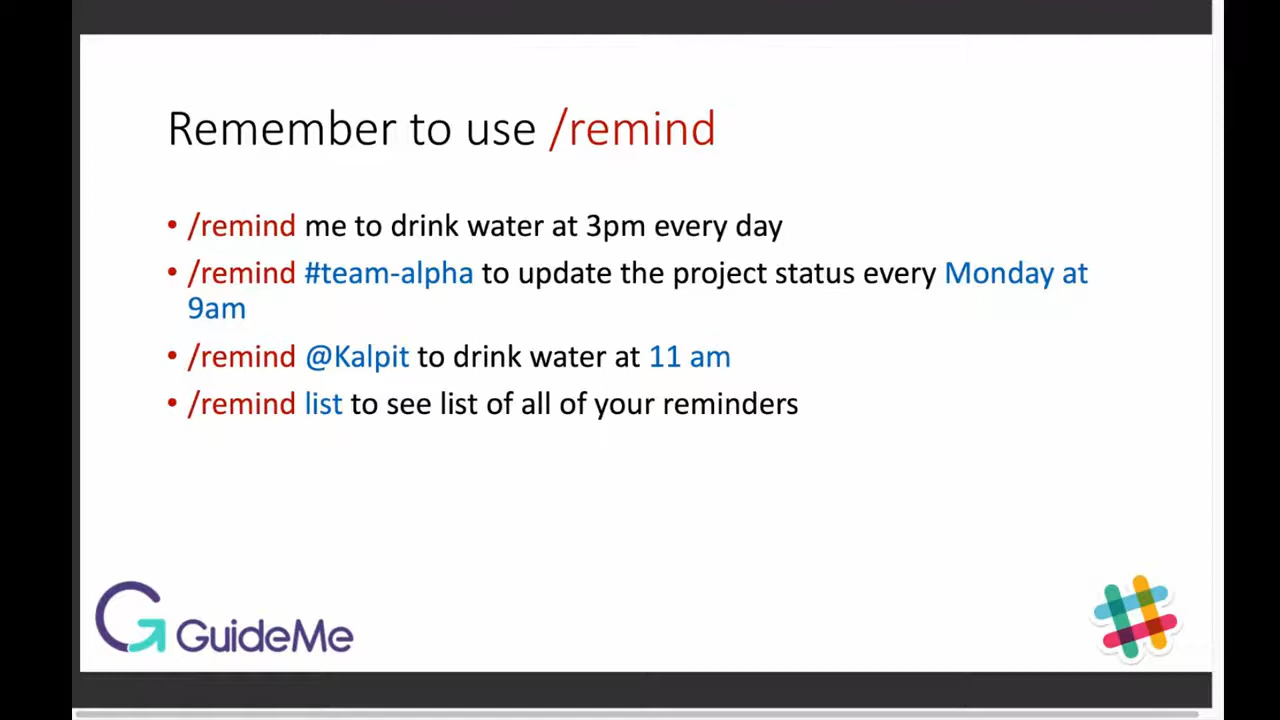 Remember to use /remind
• /remind me to drink water at 3pm every day
• /remind #team-alpha to update the project status every Monday at
9am
• /remind @Kalpit to drink water at 11 am
• /remind list to see list of all of your reminders
GuideMe